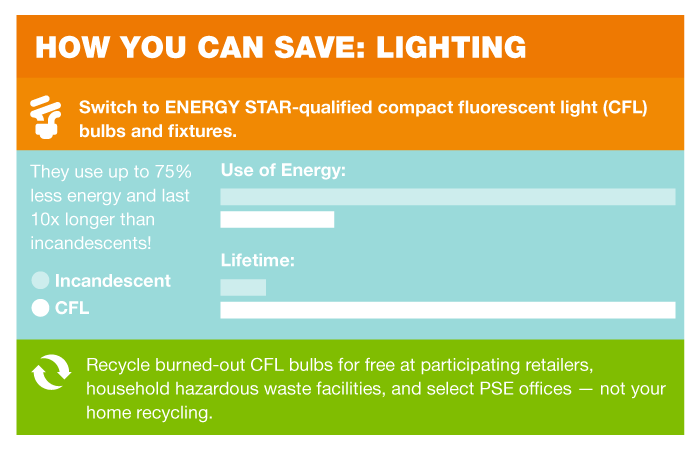 HOW YOU CAN SAVE: LIGHTING
Switch to ENERGY STAR-qualified compact fluorescent light (CFL)
bulbs and fixtures.
They use up to 75%
less energy and last
10x longer than
incandescents!
Incandescent
CFL
Use of Energy:
Lifetime:
Recycle burned-out CFL bulbs for free at participating retailers,
household hazardous waste facilities, and select PSE offices — not your
home recycling.